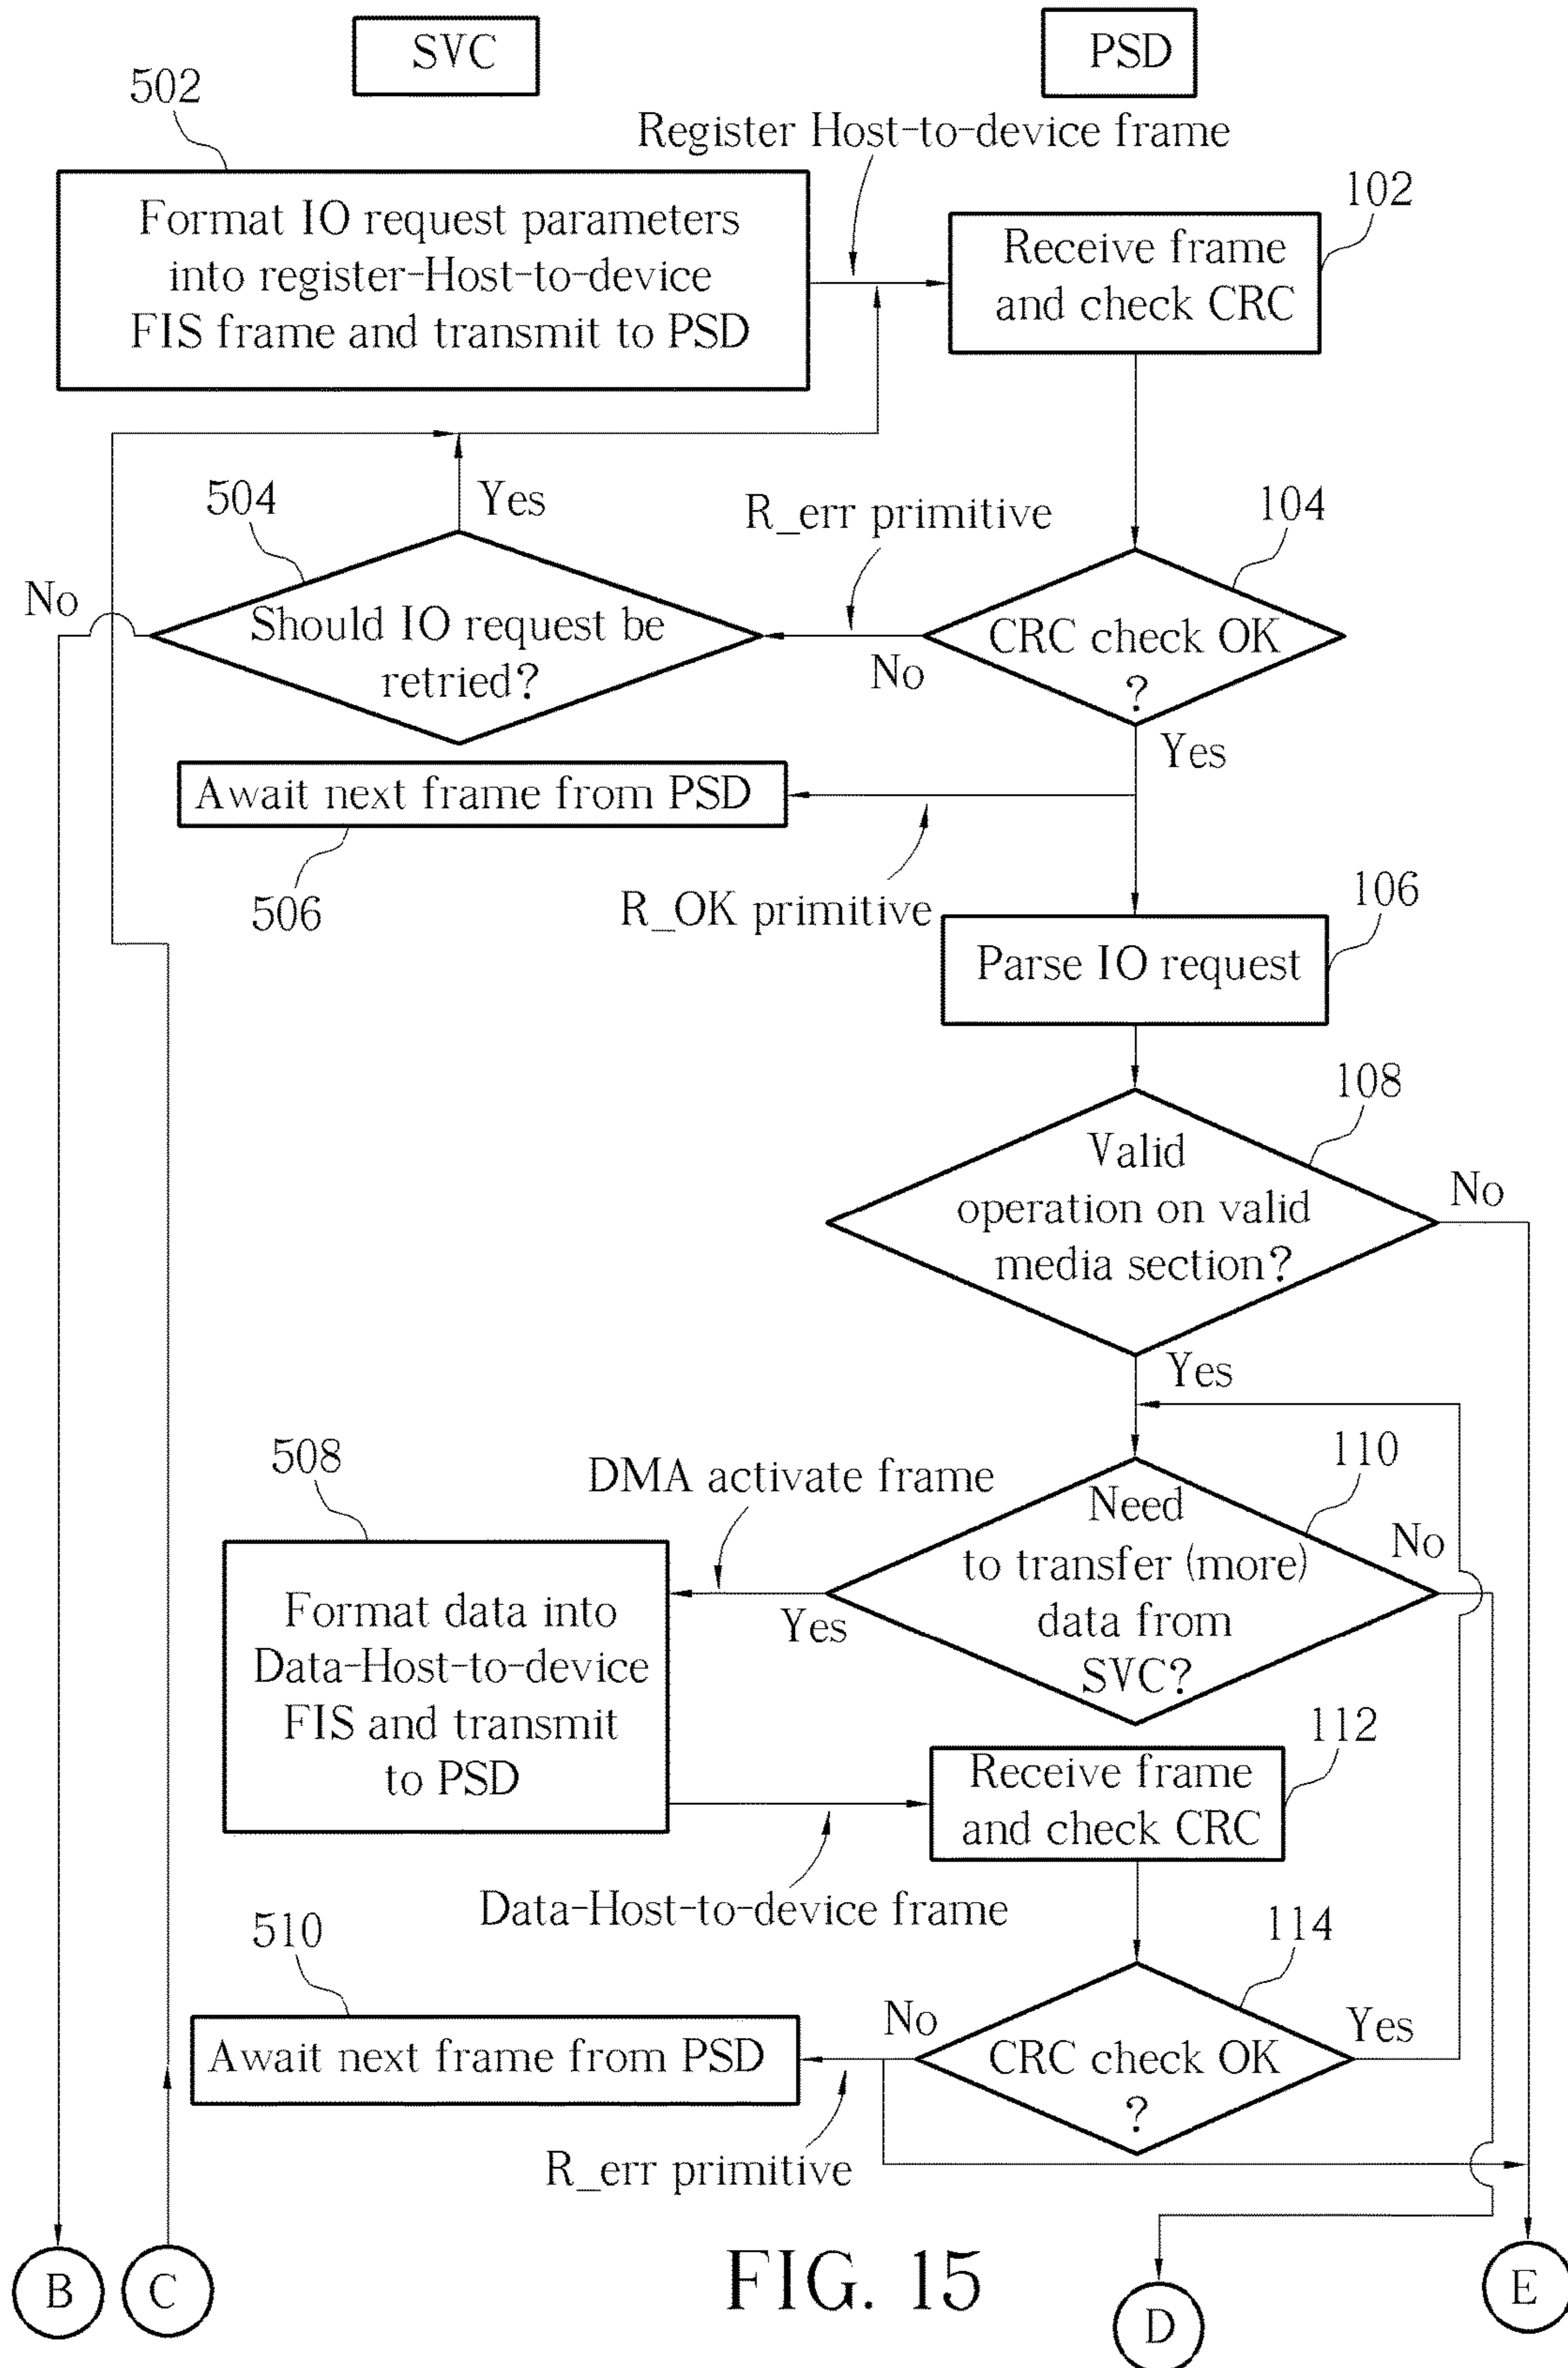 SVC
PSD
502
Register Host-to-device frame
102
Format IO request parameters
into register-Host-to-device
FIS frame and transmit to PSD
Receive frame
and check CRC
504
Yes
R_err primitive
104
No
Should IO request be
retried?
No
CRC check OK
?
Yes
Await next frame from PSD
506
R_OK primitive
106
Parse IO request
108
Valid
operation on valid
media section?
No
Yes
508
DMA activate frame
110
Need
to transfer (more)
data from
SVC?
No
Yes
Format data into
Data-Host-to-device
FIS and transmit
to PSD
112
Receive frame
and check CRC
Data-Host-to-device frame
510
114
No
Yes
Await next frame from PSD
CRC check OK
?
R_err primitive
B
C
FIG. 15
D
E